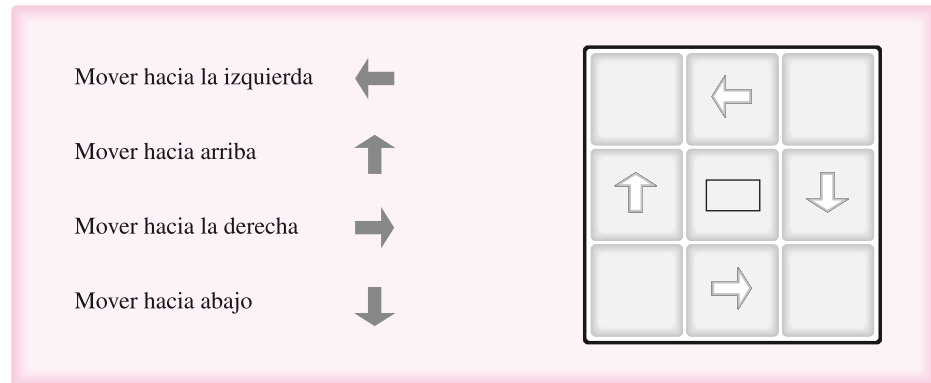 Mover hacia la izquierda
Mover hacia arriba
Mover hacia la derecha
Mover hacia abajo